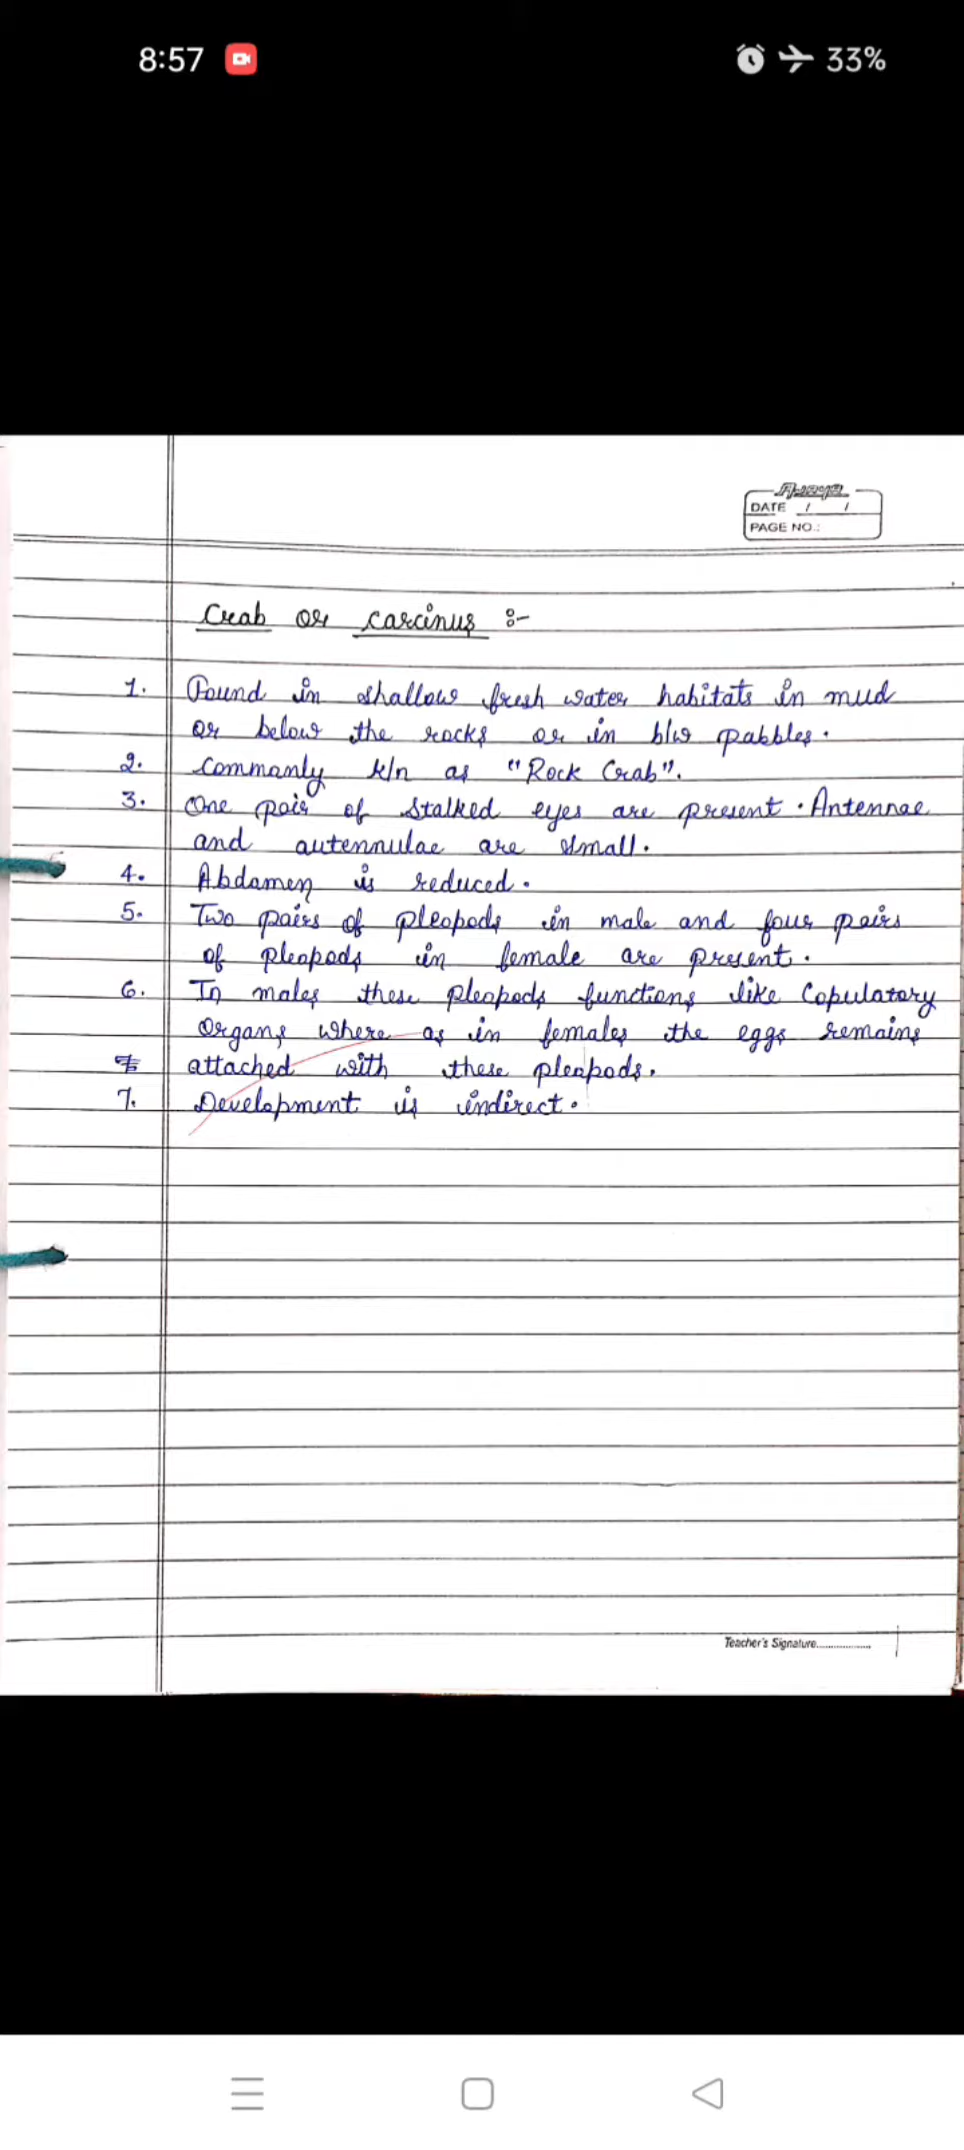 8:57
33%
Ajaya
DATE / /
PAGE NO.:
Crab or carcinus :-
1. Found in shallow fresh water habitats in mud
or below the rocks or in b/w pabbles.
2. Commanly k/n as "Rock Crab".
3. One pair of stalked eyes are present. Antennae
and autennulae are small.
4. Abdamen is reduced.
5. Two pairs of pleopods in male and four pairs
of pleopods in female are present.
6. In males these pleopods functions like Copulatory
organs where as in females the eggs remains
attached with these pleopods.
7. Development is indirect.
Teacher's Signature..................